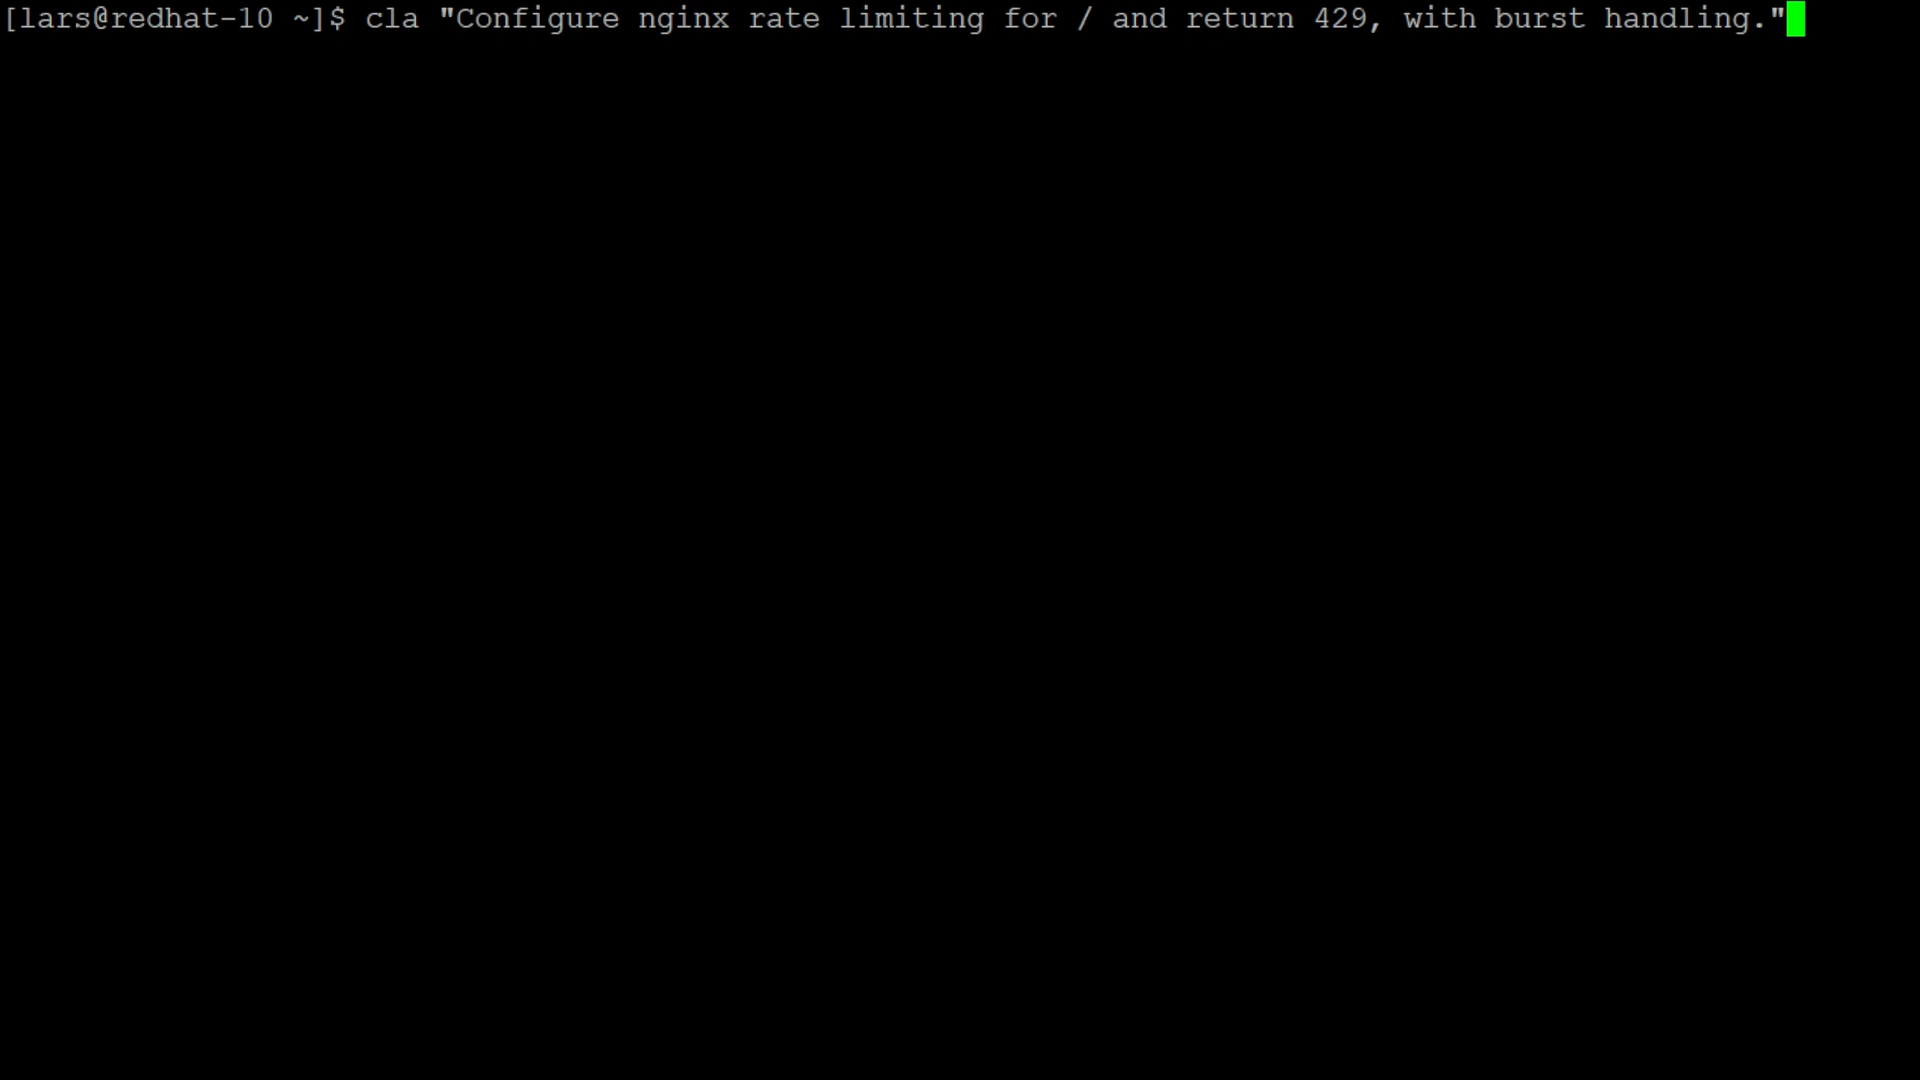 [lars@redhat-10 ~]$ cla "Configure nginx rate limiting for / and return 429, with burst handling."